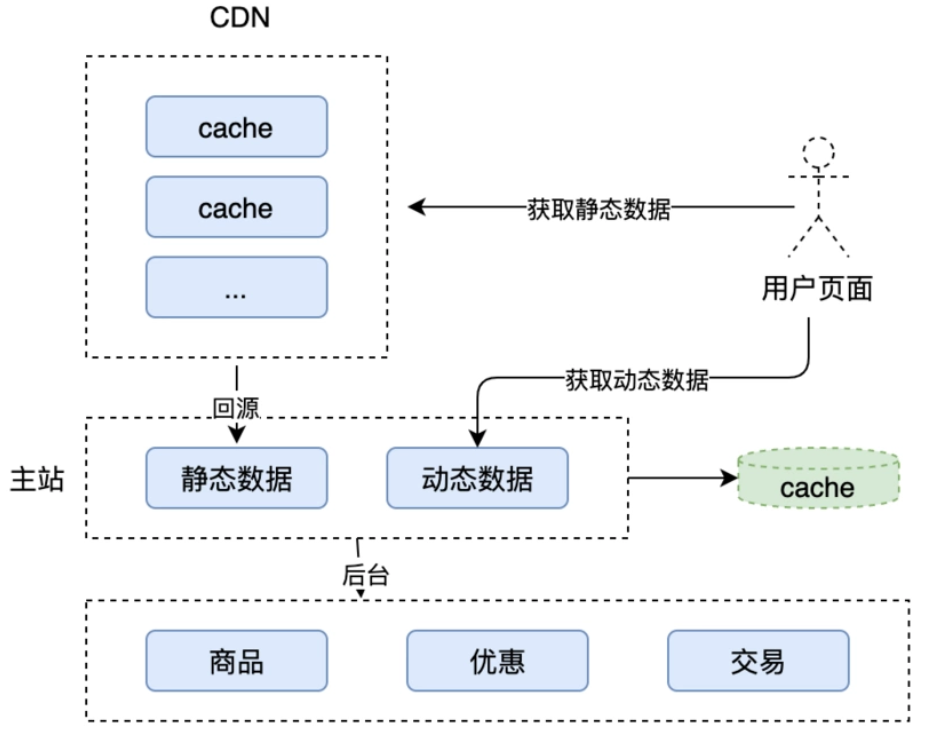 CDN
cache
cache
...
获取静态数据
用户页面
获取动态数据
回源
主站
静态数据
动态数据
cache
后台
商品
优惠
交易